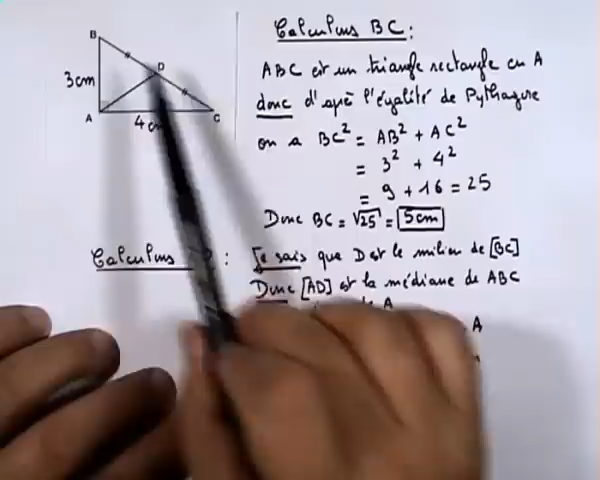 B
D
3cm
A
4 cm
C
Calculons BC :
ABC est un triangle rectangle en A
donc d'après l'égalité de Pythagore
on a BC² = AB² + AC²
= 3² + 4²
= 9 + 16 = 25
Donc BC = √25 = 5cm
Calculons
: Je sais que D est le milieu de [BC]
Donc [AD] est la médiane de ABC
A
A